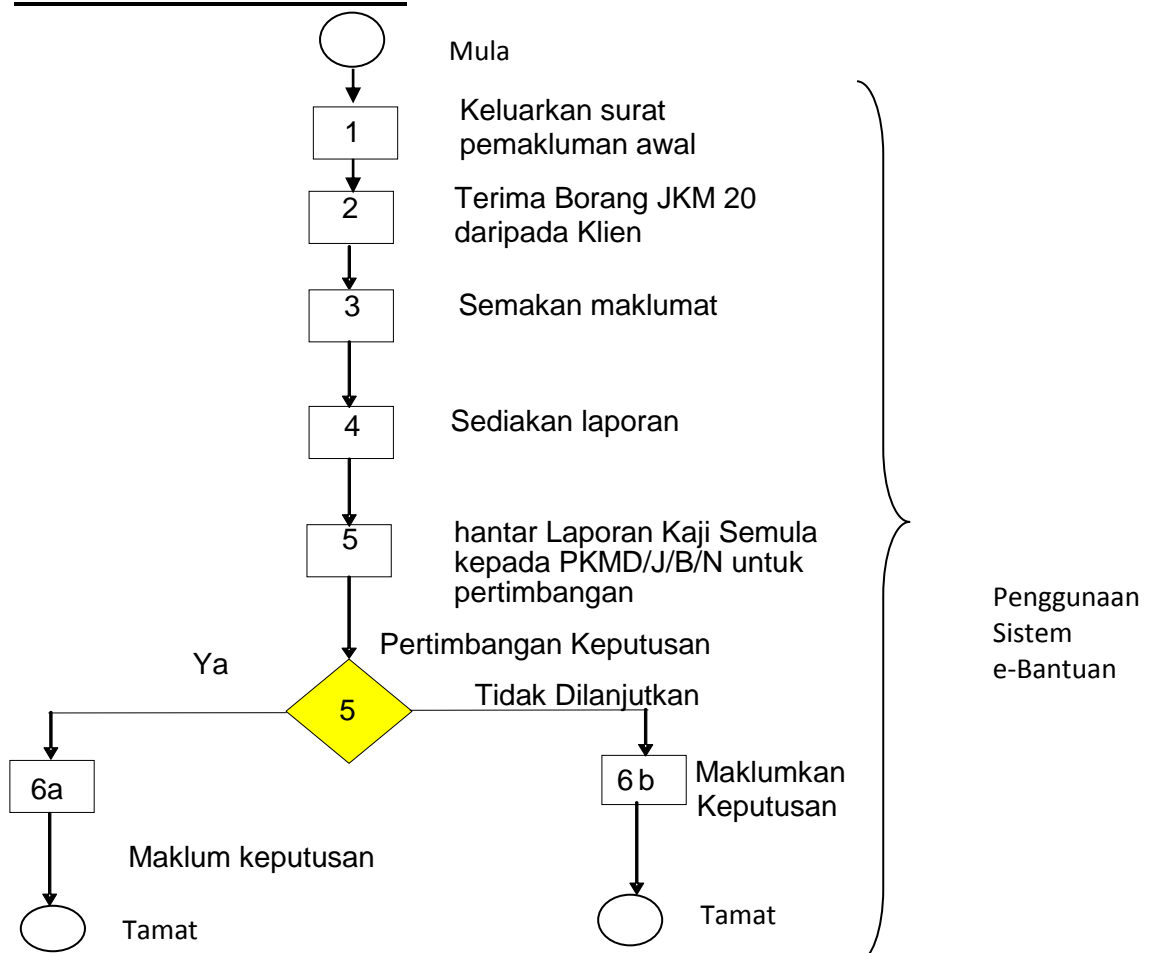 Mula
1
Keluarkan surat
pemakluman awal
2
Terima Borang JKM 20
daripada Klien
3
Semakan maklumat
4
Sediakan laporan
5
hantar Laporan Kaji Semula
kepada PKMD/J/B/N untuk
pertimbangan
Penggunaan
Sistem
e-Bantuan
Pertimbangan Keputusan
Ya
5
Tidak Dilanjutkan
6a
6b
Maklumkan
Keputusan
Maklum keputusan
Tamat
Tamat